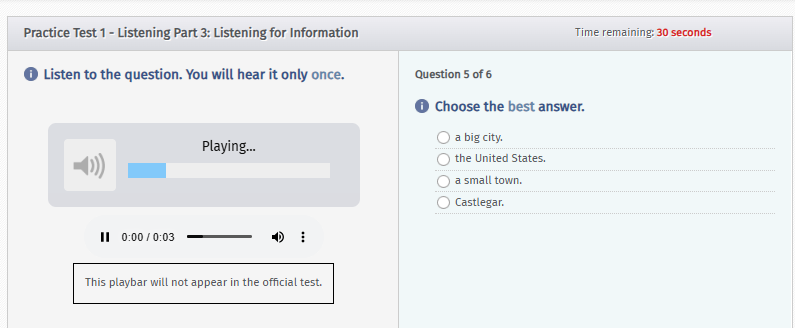 Practice Test 1 - Listening Part 3: Listening for Information
Time remaining: 30 seconds
Listen to the question. You will hear it only once.
Playing...
0:00 / 0:03
This playbar will not appear in the official test.
Question 5 of 6
Choose the best answer.
a big city.
the United States.
a small town.
Castlegar.